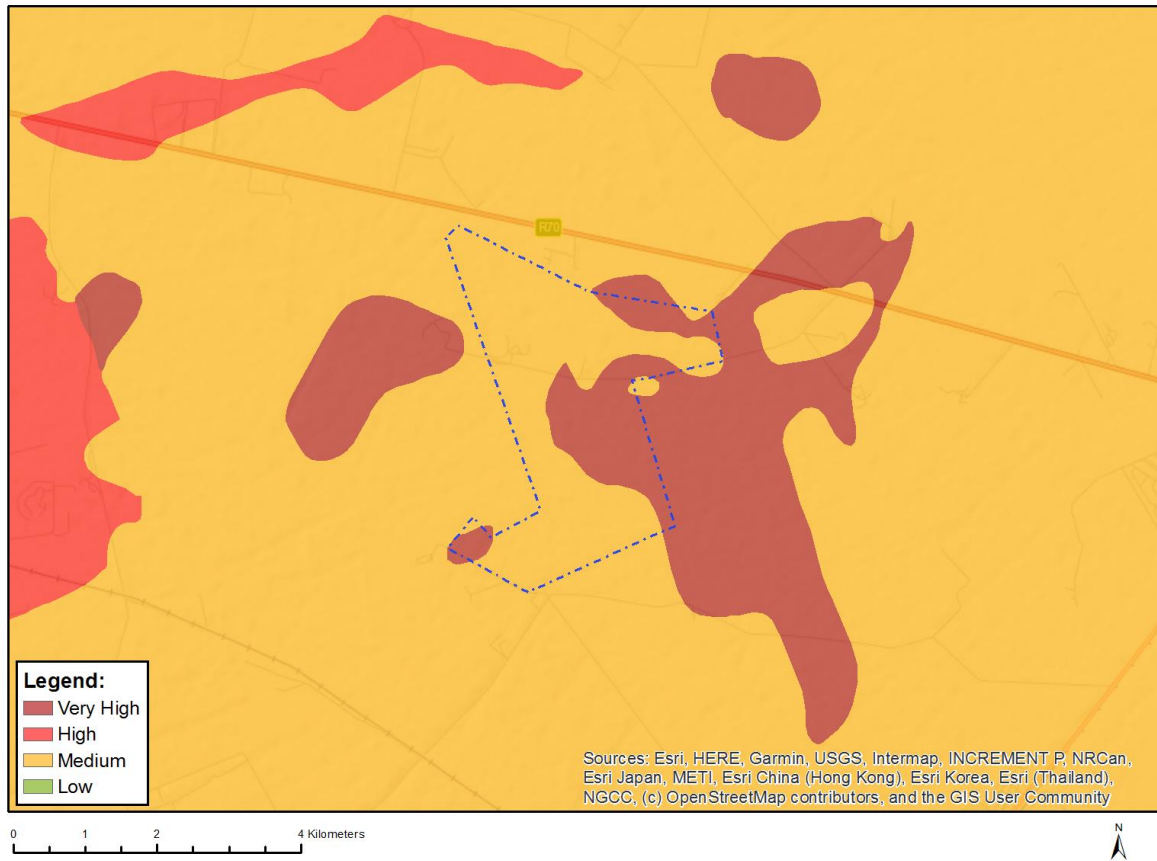 R70
Legend:
Very High
High
Medium
Low
Sources: Esri, HERE, Garmin, USGS, Intermap, INCREMENT P, NRCan,
Esri Japan, METI, Esri China (Hong Kong), Esri Korea, Esri (Thailand),
NGCC, (c) OpenStreetMap contributors, and the GIS User Community
0 1 2 4 Kilometers
N